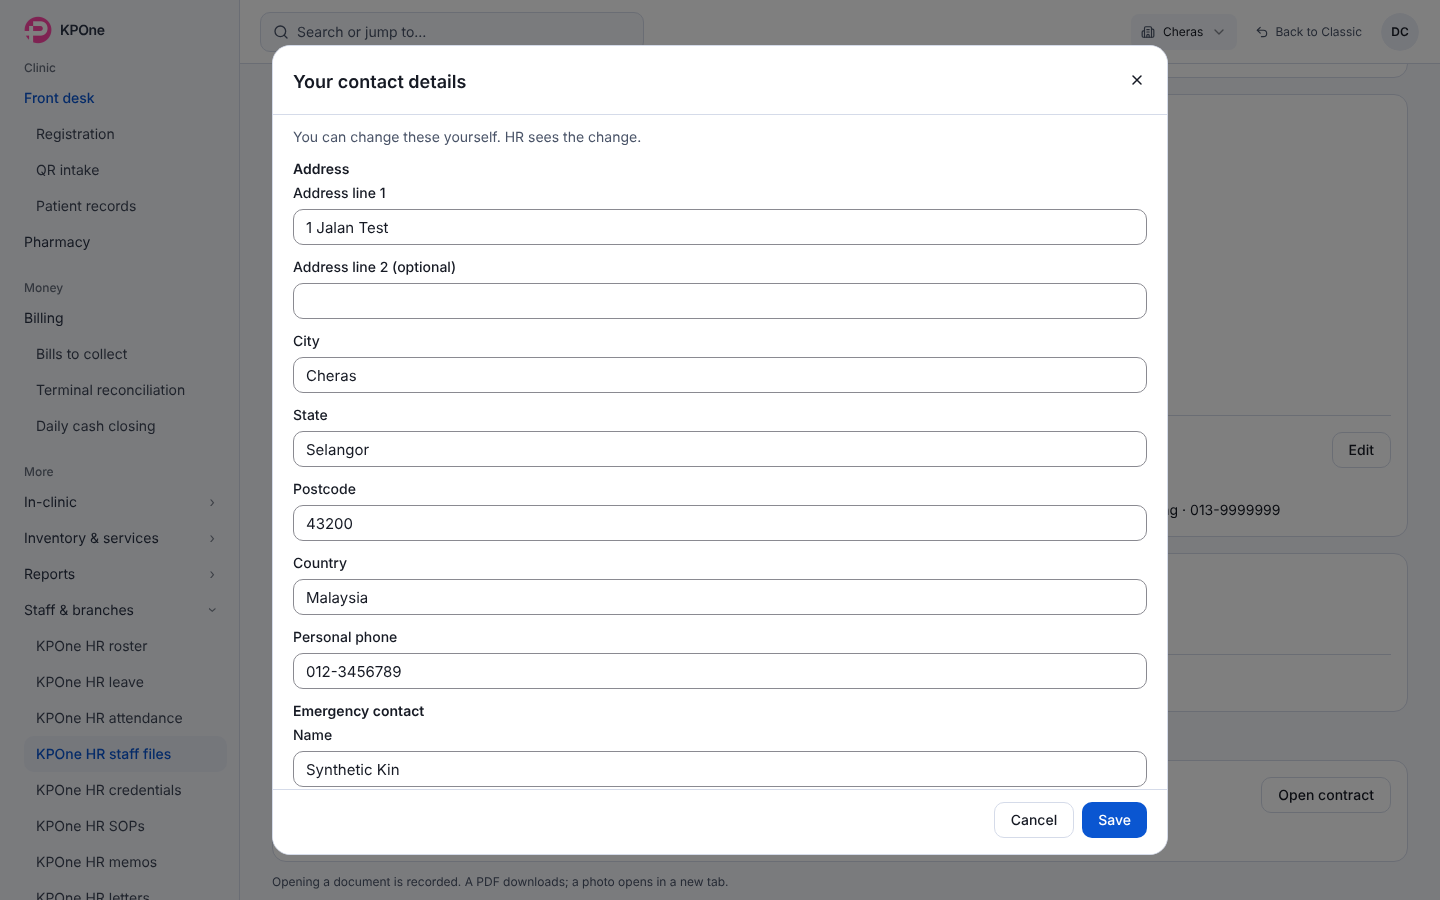 KPOne
Search or jump to...
Cheras
Back to Classic
DC
Clinic
Front desk
Registration
QR intake
Patient records
Pharmacy
Money
Billing
Bills to collect
Terminal reconciliation
Daily cash closing
More
In-clinic
Inventory & services
Reports
Staff & branches
KPOne HR roster
KPOne HR leave
KPOne HR attendance
KPOne HR staff files
KPOne HR credentials
KPOne HR SOPs
KPOne HR memos
KPOne HR letters
Your contact details
You can change these yourself. HR sees the change.
Address
Address line 1
1 Jalan Test
Address line 2 (optional)
City
Cheras
State
Selangor
Postcode
43200
Country
Malaysia
Personal phone
012-3456789
Emergency contact
Name
Synthetic Kin
Cancel
Save
Edit
· 013-9999999
Open contract
Opening a document is recorded. A PDF downloads; a photo opens in a new tab.